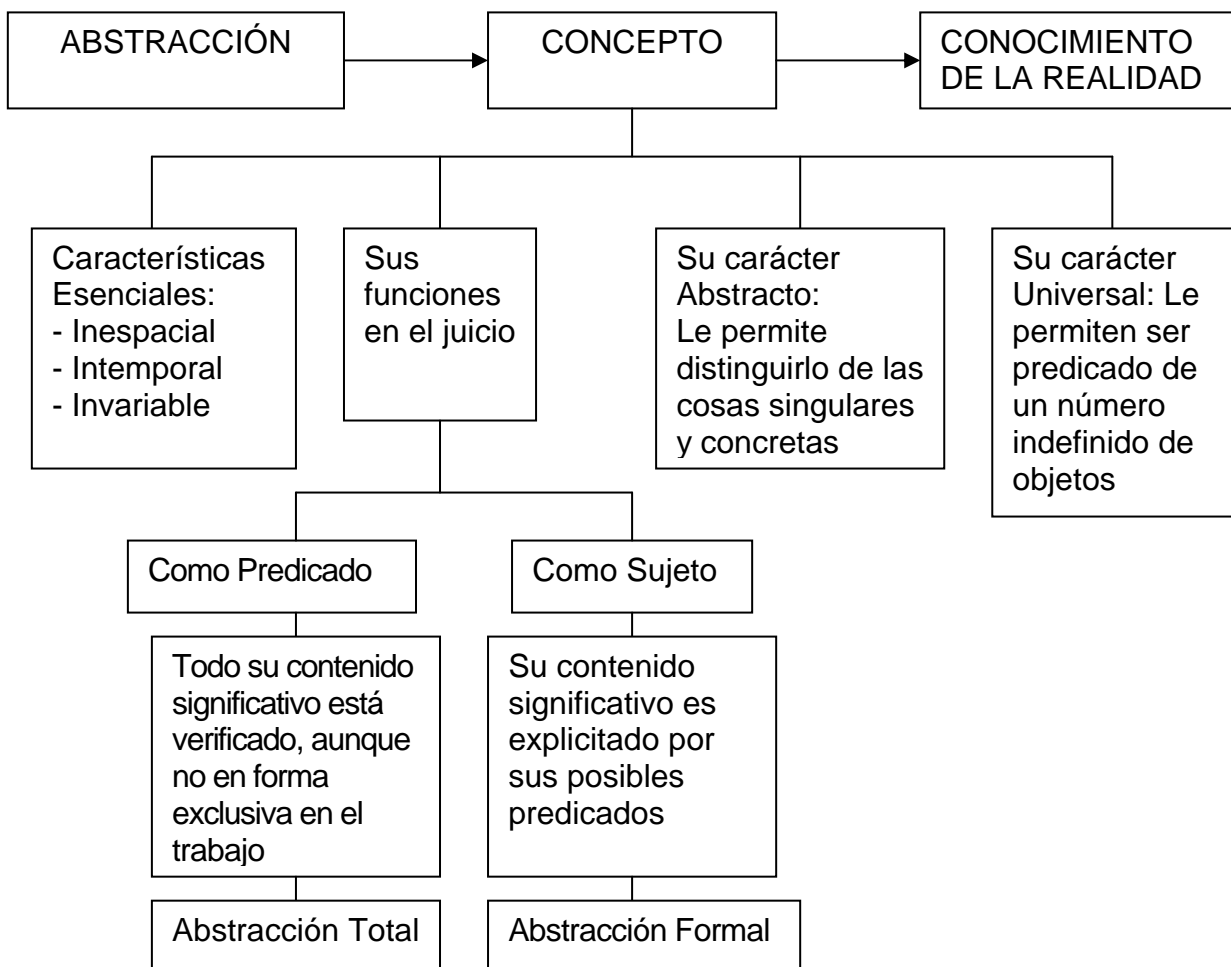 ABSTRACCIÓN
CONCEPTO
CONOCIMIENTO
DE LA REALIDAD
Características
Esenciales:
- Inespacial
- Intemporal
- Invariable
Sus
funciones
en el juicio
Su carácter
Abstracto:
Le permite
distinguirlo de las
cosas singulares
y concretas
Su carácter
Universal: Le
permiten ser
predicado de
un número
indefinido de
objetos
Como Predicado
Como Sujeto
Todo su contenido
significativo está
verificado, aunque
no en forma
exclusiva en el
trabajo
Su contenido
significativo es
explicitado por
sus posibles
predicados
Abstracción Total
Abstracción Formal